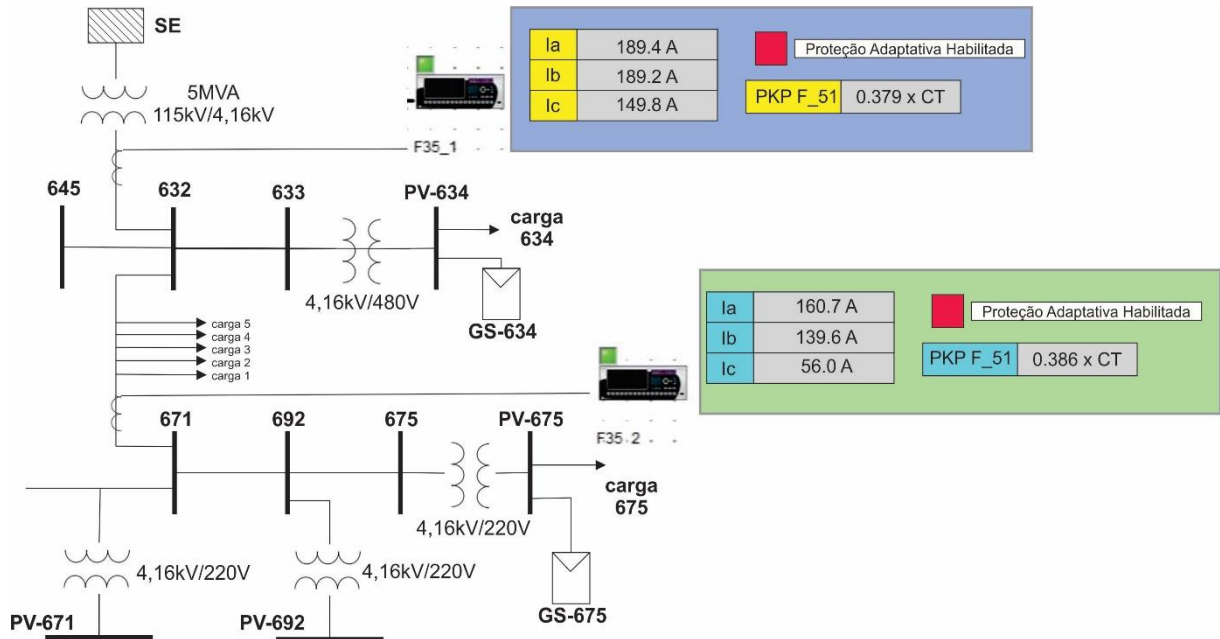 SE
5MVA
115kV/4,16kV
F35_1
Ia 189.4 A
Ib 189.2 A
Ic 149.8 A
Proteção Adaptativa Habilitada
PKP F_51 0.379 x CT
645
632
633
PV-634
carga
634
4,16kV/480V
GS-634
carga 5
carga 4
carga 3
carga 2
carga 1
Ia 160.7 A
Ib 139.6 A
Ic 56.0 A
Proteção Adaptativa Habilitada
PKP F_51 0.386 x CT
F35 2
671
692
675
PV-675
carga
675
4,16kV/220V
GS-675
4,16kV/220V
4,16kV/220V
PV-671
PV-692